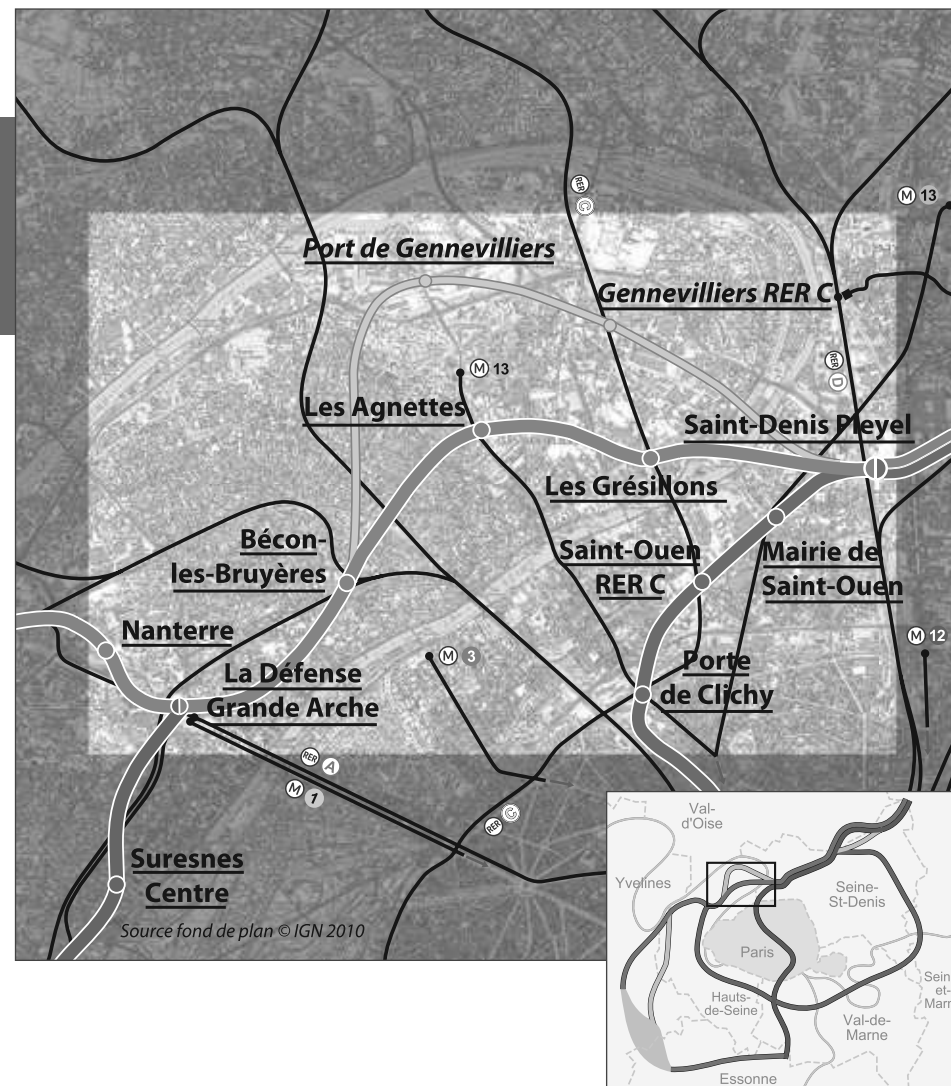 RER C
M 13
Port de Gennevilliers
Gennevilliers RER C
M 13
RER D
Les Agnettes
Saint-Denis Pleyel
Les Grésillons
Bécon-
les-Bruyères
Saint-Ouen
RER C
Mairie de
Saint-Ouen
Nanterre
M 12
M 3
La Défense
Grande Arche
Porte
de Clichy
RER A
M 1
RER C
Suresnes
Centre
Source fond de plan © IGN 2010
Val-
d'Oise
Yvelines
Seine-
St-Denis
Paris
Sein
et-
Marn
Hauts-
de-Seine
Val-de-
Marne
Essonne